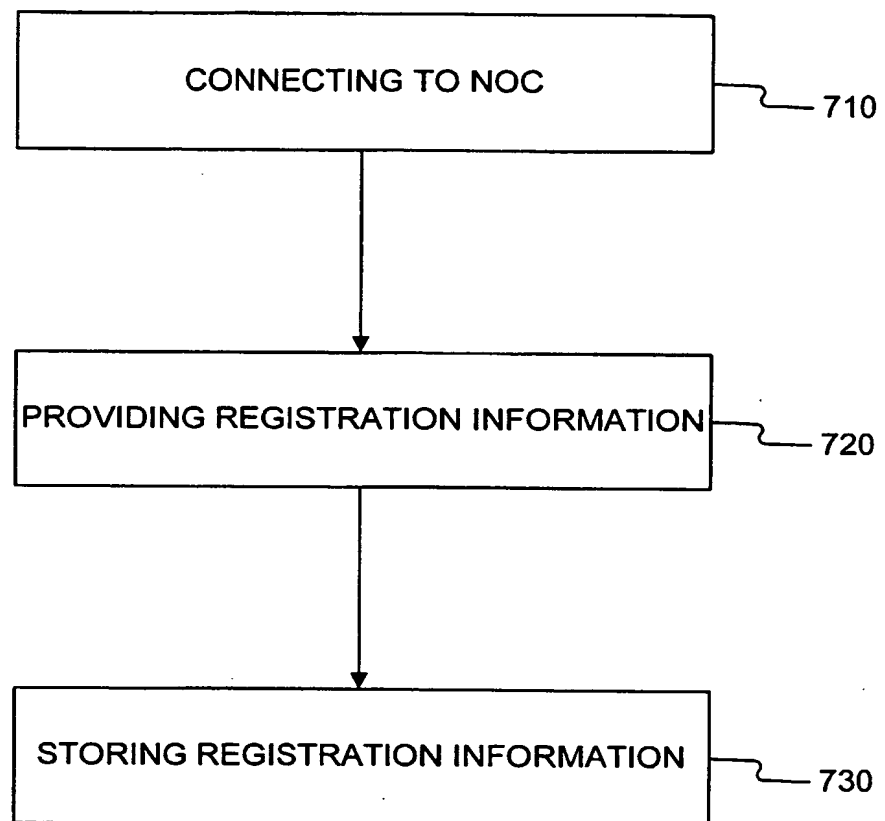 CONNECTING TO NOC
710
PROVIDING REGISTRATION INFORMATION
720
STORING REGISTRATION INFORMATION
730